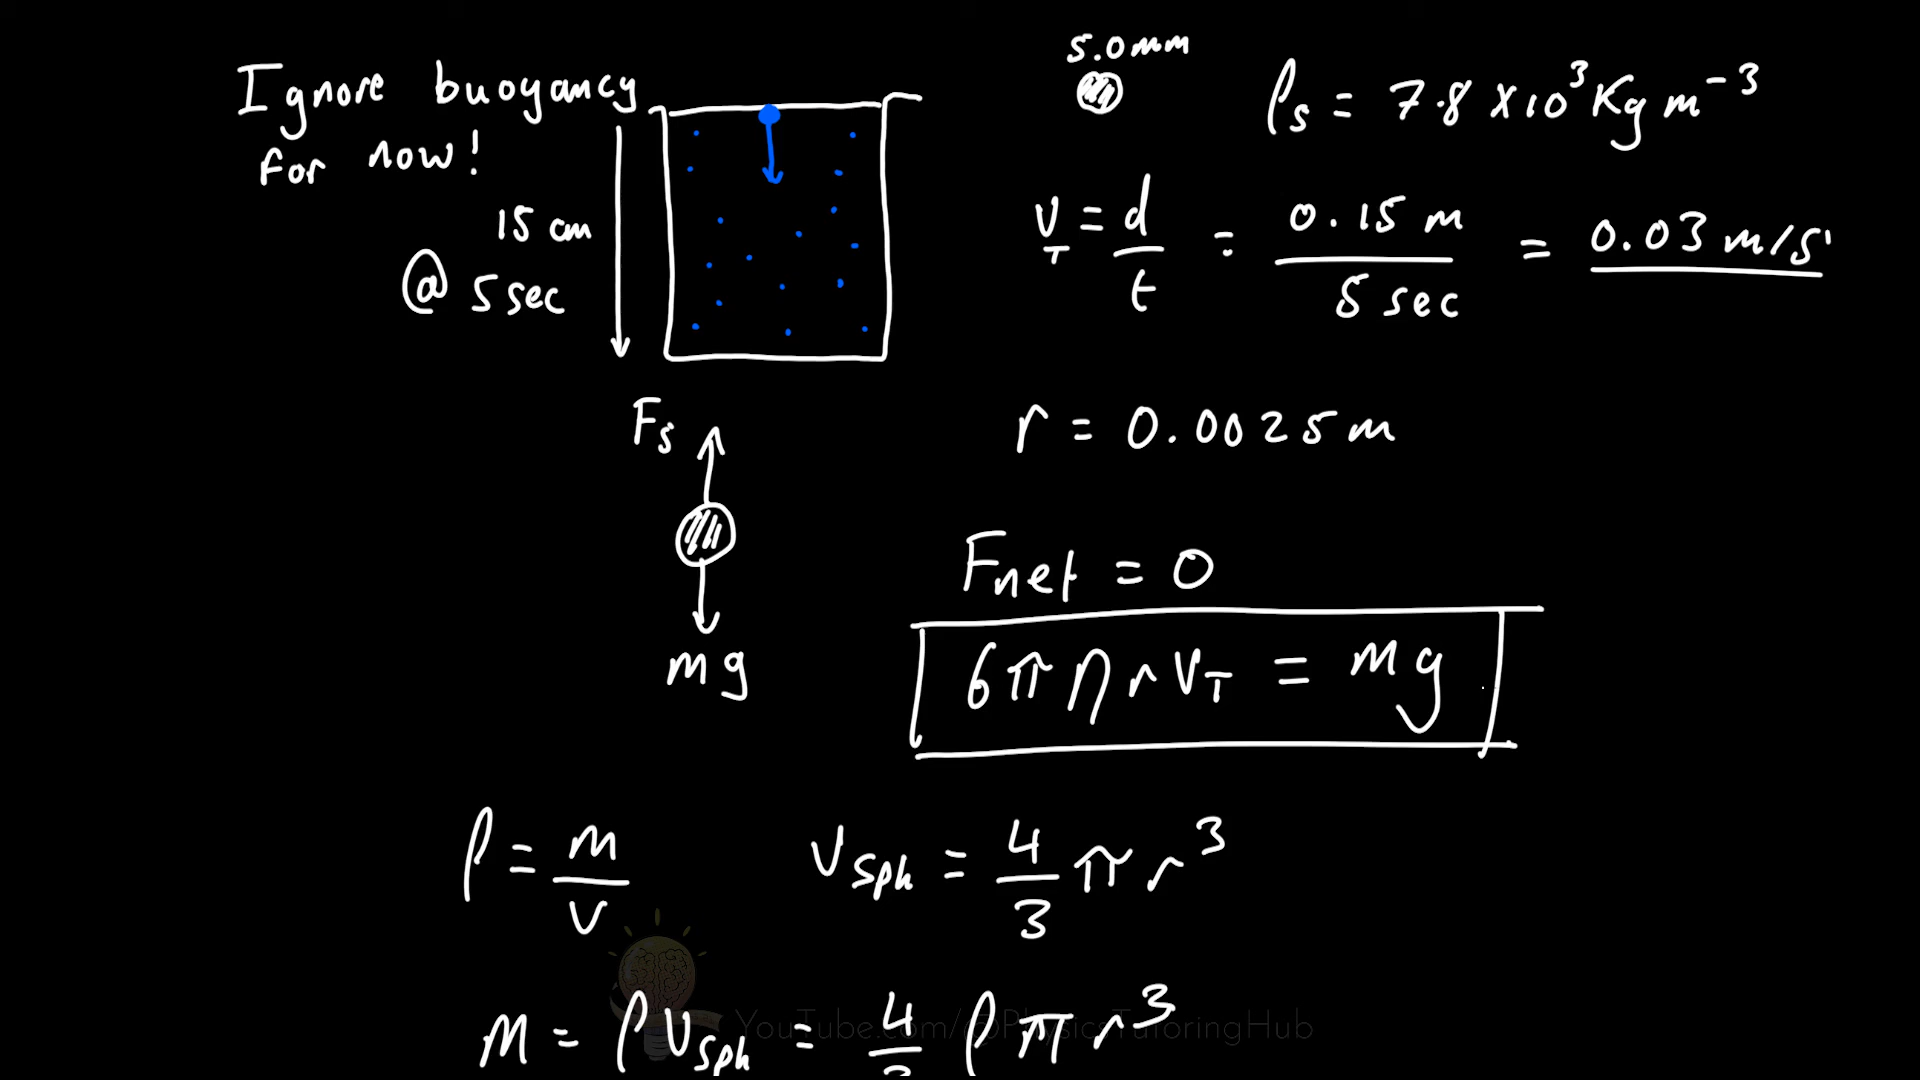 Ignore buoyancy
for now!
15 cm
@ 5 sec
5.0mm
ρs = 7.8 x10³ Kg m⁻³
v_T = d/t = 0.15 m / 5 sec = 0.03 m/s
r = 0.0025m
Fs
mg
Fnet = 0
6πηrv_T = mg
ρ = m/v
Vsph = 4/3 πr³
m = ρVsph = 4/3 ρπr³
YouTube.com/@PhysicsTutoringHub